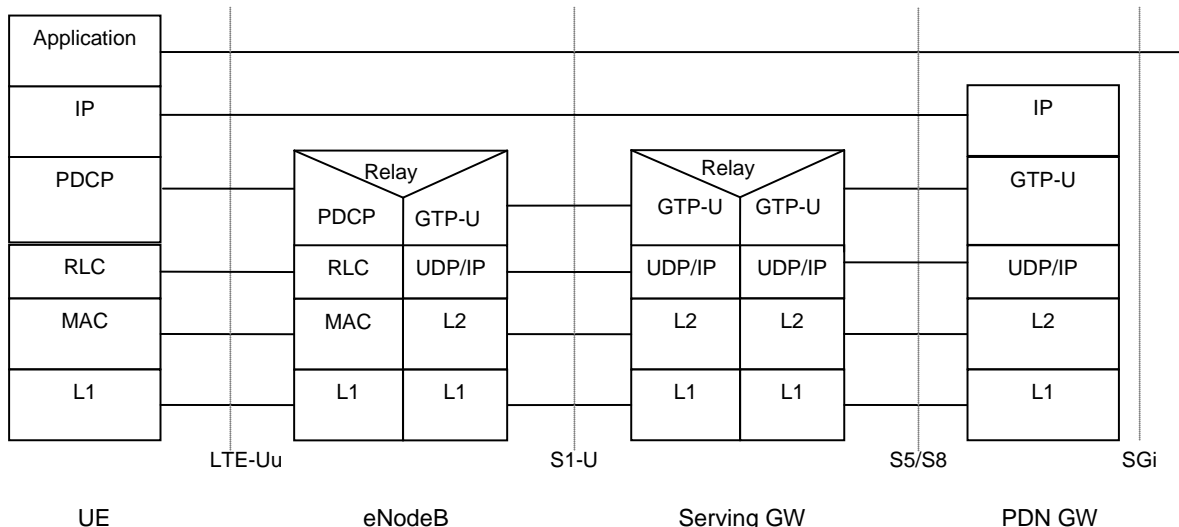 Application
IP
IP
PDCP
Relay
Relay
GTP-U
PDCP
GTP-U
GTP-U
GTP-U
RLC
RLC
UDP/IP
UDP/IP
UDP/IP
UDP/IP
MAC
MAC
L2
L2
L2
L2
L1
L1
L1
L1
L1
L1
LTE-Uu
S1-U
S5/S8
SGi
UE
eNodeB
Serving GW
PDN GW